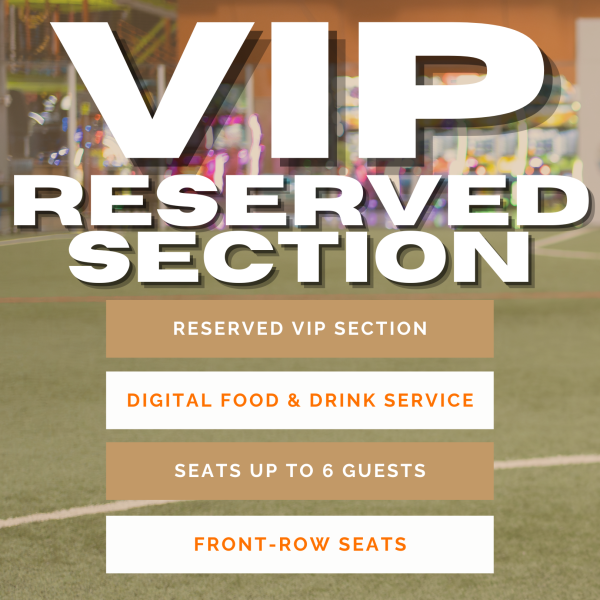 VIP
RESERVED
SECTION
RESERVED VIP SECTION
DIGITAL FOOD & DRINK SERVICE
SEATS UP TO 6 GUESTS
FRONT-ROW SEATS